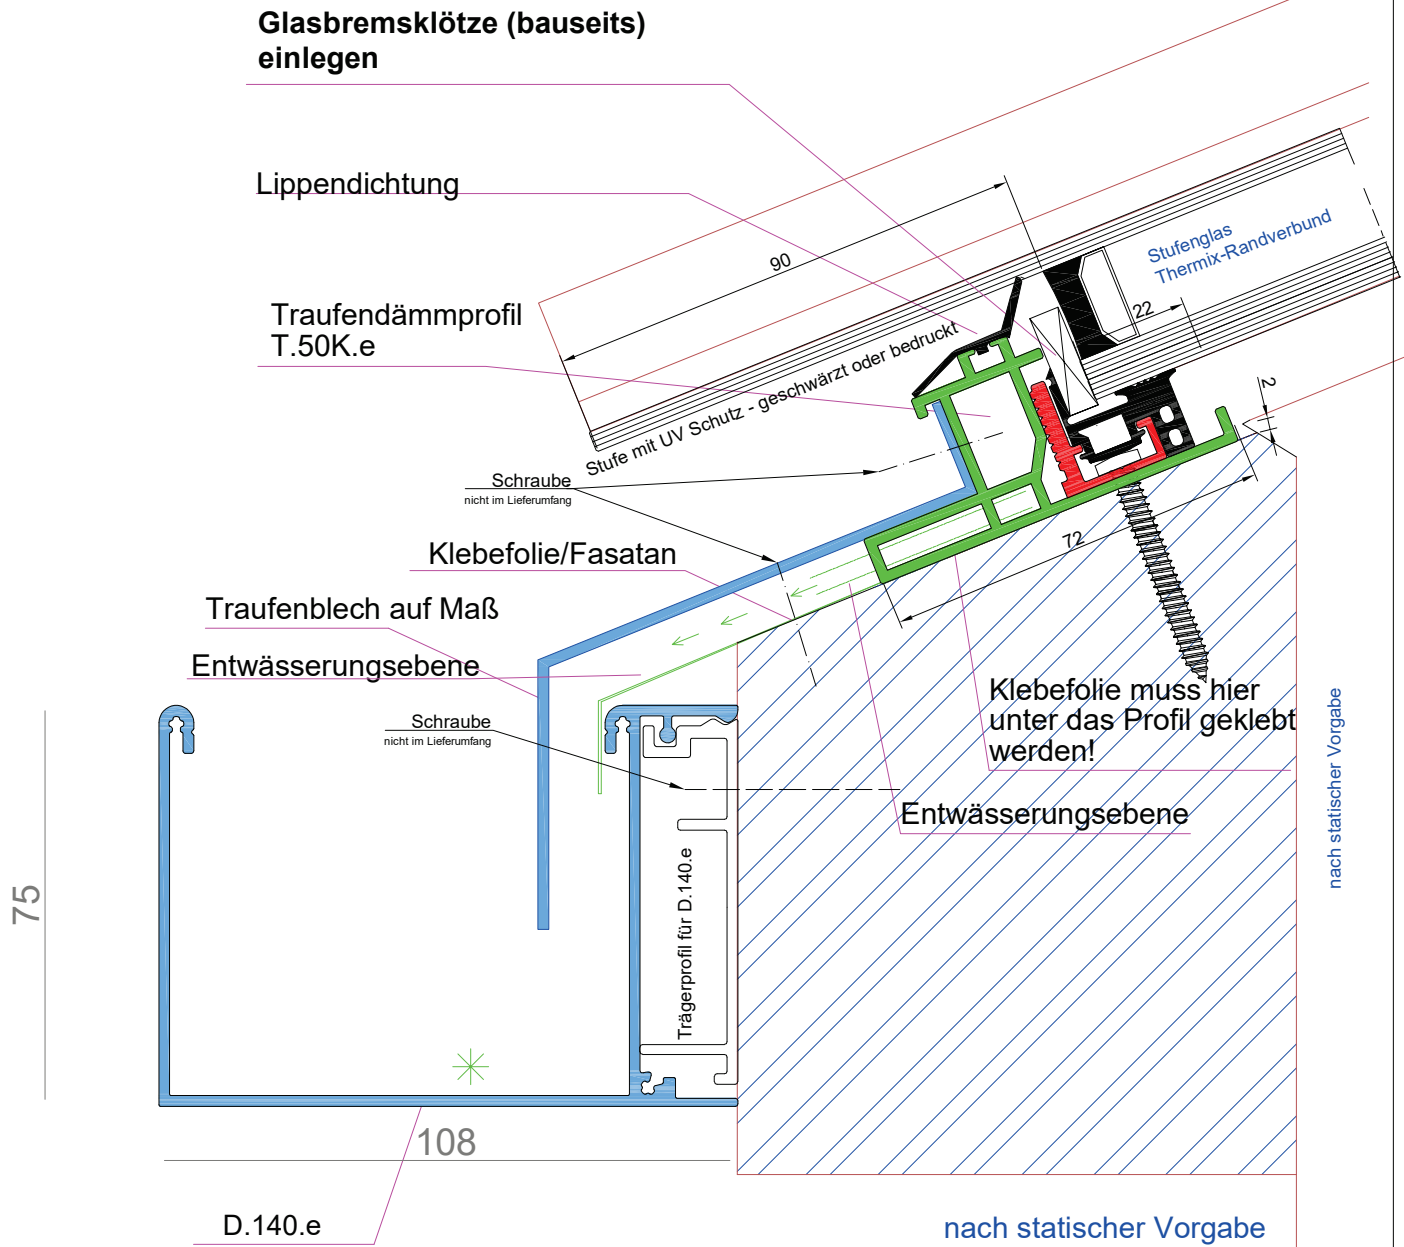 Glasbremsklötze (bauseits)
einlegen
Lippendichtung
90
Stufenglas
Thermix-Randverbund
22
Traufendämmprofil
T.50K.e
Stufe mit UV Schutz - geschwärzt oder bedruckt
2
Schraube
nicht im Lieferumfang
72
Klebefolie/Fasatan
Traufenblech auf Maß
Entwässerungsebene
Klebefolie muss hier
unter das Profil geklebt
werden!
Schraube
nicht im Lieferumfang
Entwässerungsebene
nach statischer Vorgabe
Trägerprofil für D.140.e
75
108
D.140.e
nach statischer Vorgabe